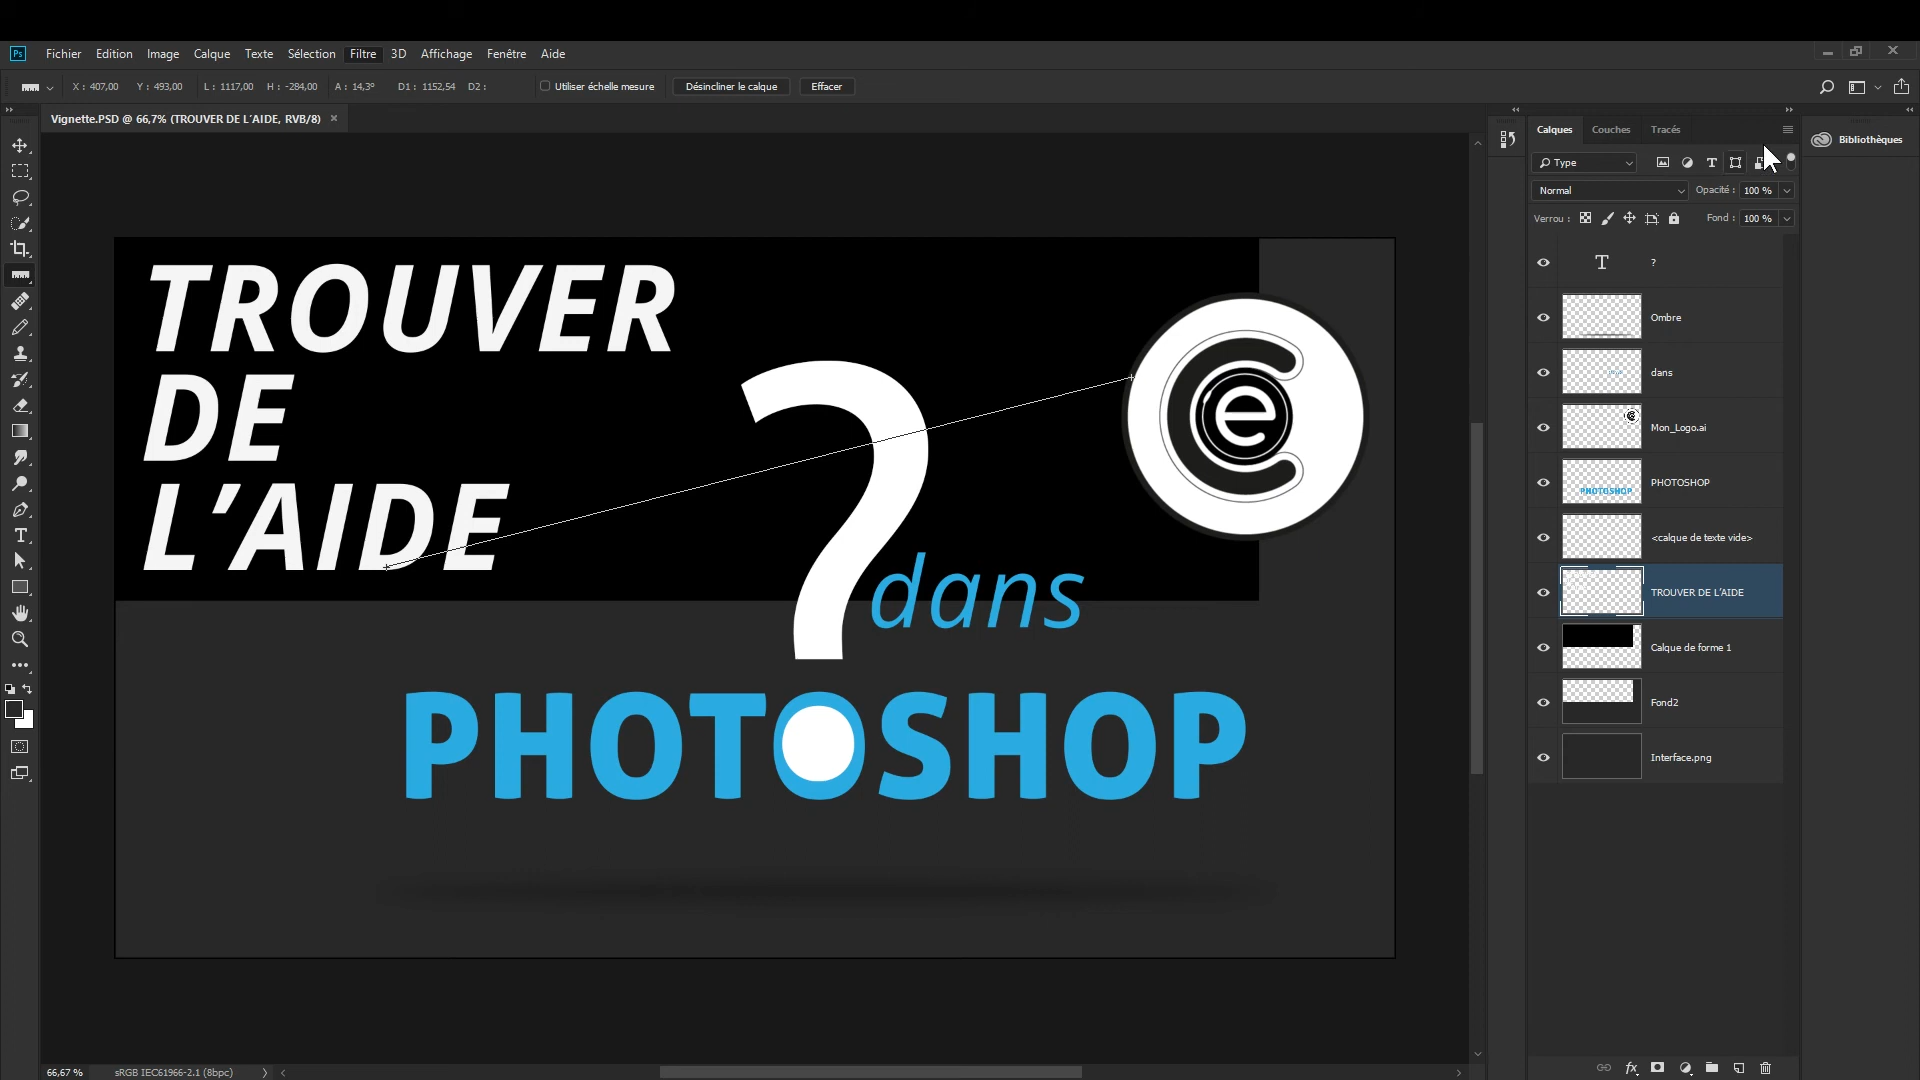 Ps Fichier Edition Image Calque Texte Sélection Filtre 3D Affichage Fenêtre Aide
X : 407,00 Y : 493,00 L : 1117,00 H : -284,00 A : 14,3° D1 : 1152,54 D2 : Utiliser échelle mesure Désincliner le calque Effacer
Vignette.PSD @ 66,7% (TROUVER DE L’AIDE, RVB/8) ×
TROUVER
DE
L’AIDE
?
dans
PHOTOSHOP
e
Calques Couches Tracés
Type
Normal Opacité : 100 %
Verrou : Fond : 100 %
T ?
Ombre
dans
Mon_Logo.ai
PHOTOSHOP PHOTOSHOP
<calque de texte vide>
TROUVER DE L’AIDE
Calque de forme 1
Fond2
Interface.png
Bibliothèques
66,67 % sRGB IEC61966-2.1 (8bpc)